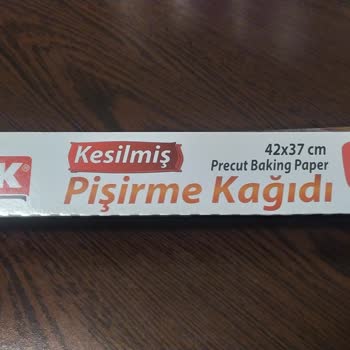 K®
Kesilmiş
42x37 cm
Precut Baking Paper
Pişirme Kağıdı